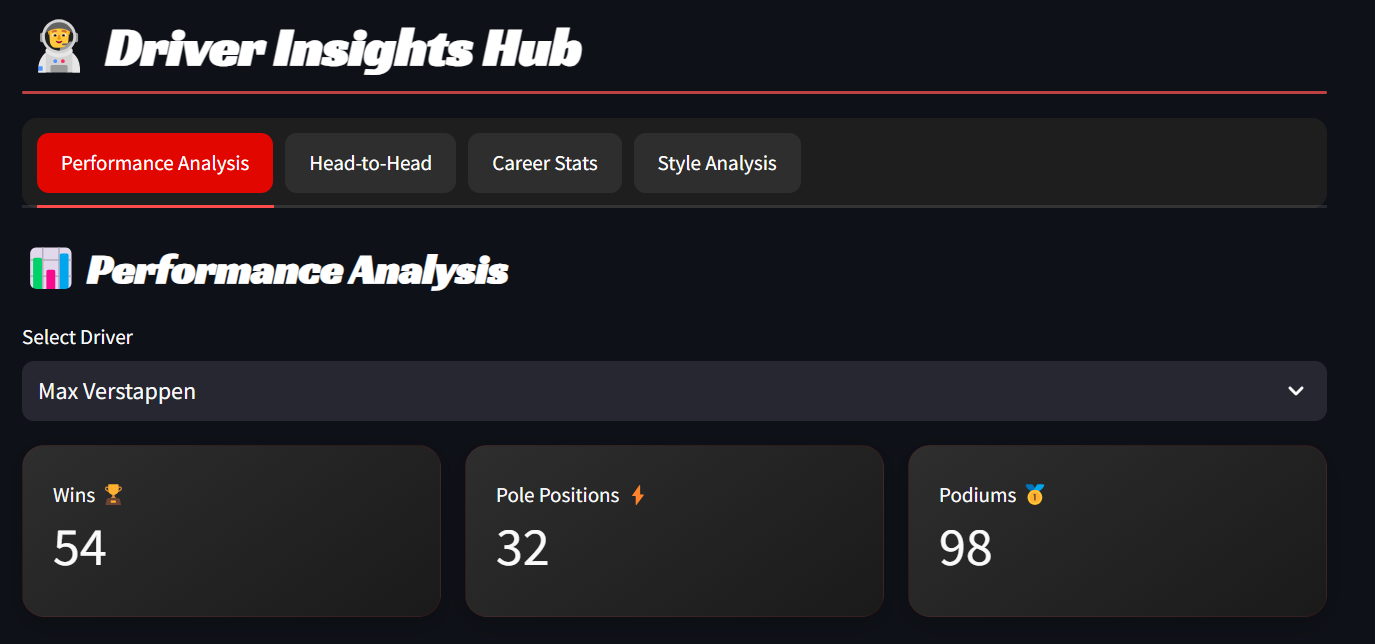 Driver Insights Hub
Performance Analysis
Head-to-Head
Career Stats
Style Analysis
Performance Analysis
Select Driver
Max Verstappen
Wins
54
Pole Positions
32
Podiums
98